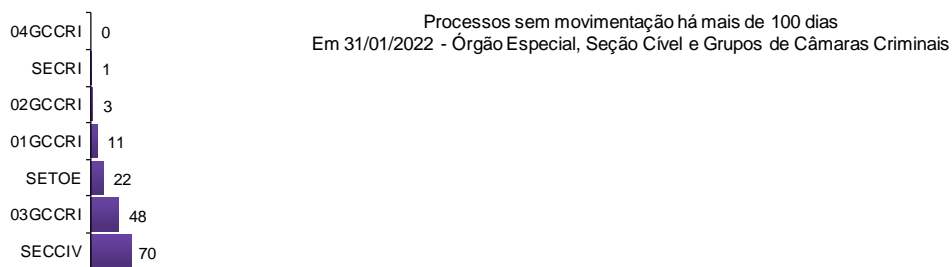 Processos sem movimentação há mais de 100 dias
Em 31/01/2022 - Órgão Especial, Seção Cível e Grupos de Câmaras Criminais
04GCCRI 0
SECRI 1
02GCCRI 3
01GCCRI 11
SETOE 22
03GCCRI 48
SECCIV 70